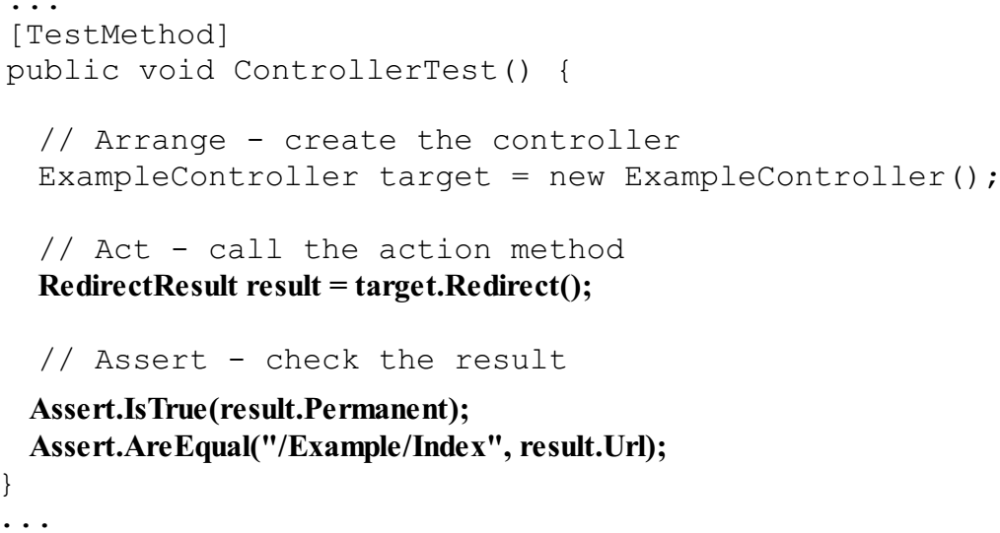 ...
[TestMethod]
public void ControllerTest() {
// Arrange - create the controller
ExampleController target = new ExampleController();
// Act - call the action method
RedirectResult result = target.Redirect();
// Assert - check the result
Assert.IsTrue(result.Permanent);
Assert.AreEqual("/Example/Index", result.Url);
}
...